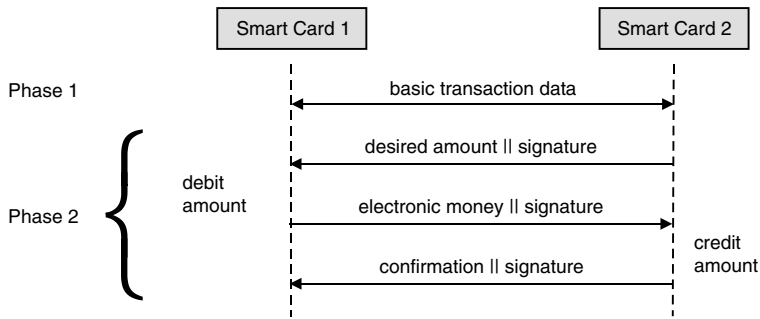 Smart Card 1
Smart Card 2
Phase 1
basic transaction data
desired amount || signature
debit
amount
Phase 2
electronic money || signature
credit
amount
confirmation || signature